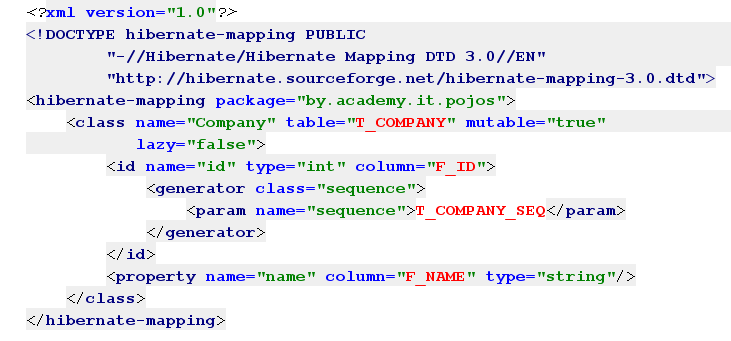 <?xml version="1.0"?>
<!DOCTYPE hibernate-mapping PUBLIC
"-//Hibernate/Hibernate Mapping DTD 3.0//EN"
"http://hibernate.sourceforge.net/hibernate-mapping-3.0.dtd">
<hibernate-mapping package="by.academy.it.pojos">
<class name="Company" table="T_COMPANY" mutable="true"
lazy="false">
<id name="id" type="int" column="F_ID">
<generator class="sequence">
<param name="sequence">T_COMPANY_SEQ</param>
</generator>
</id>
<property name="name" column="F_NAME" type="string"/>
</class>
</hibernate-mapping>